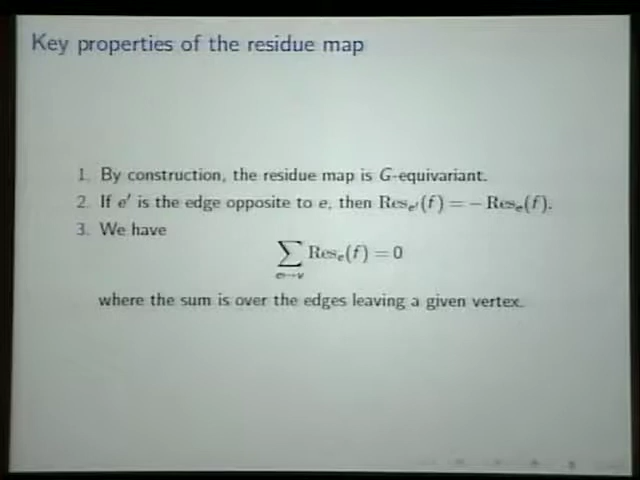 Key properties of the residue map
1. By construction, the residue map is G-equivariant.
2. If e′ is the edge opposite to e, then Res_{e′}(f) = − Res_e(f).
3. We have
∑_{e→v} Res_e(f) = 0
where the sum is over the edges leaving a given vertex.